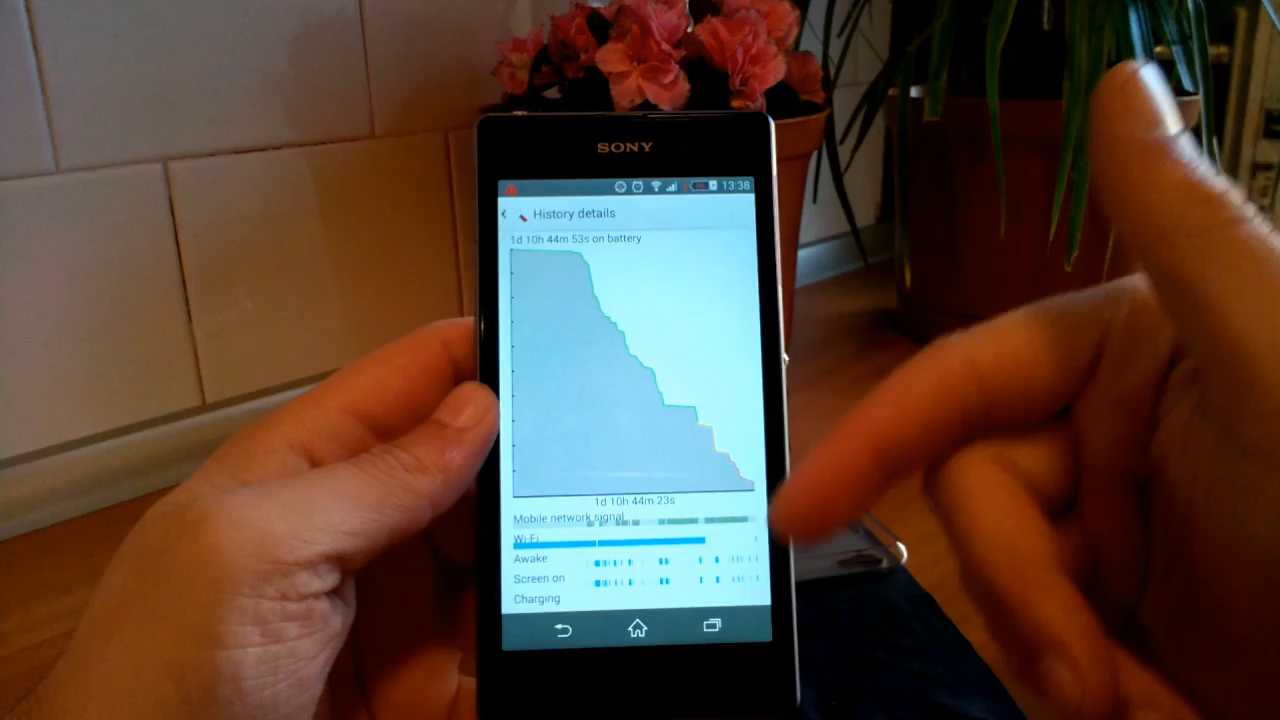 SONY
13:38
History details
1d 10h 44m 53s on battery
1d 10h 44m 23s
Mobile network signal
Wi-Fi
Awake
Screen on
Charging